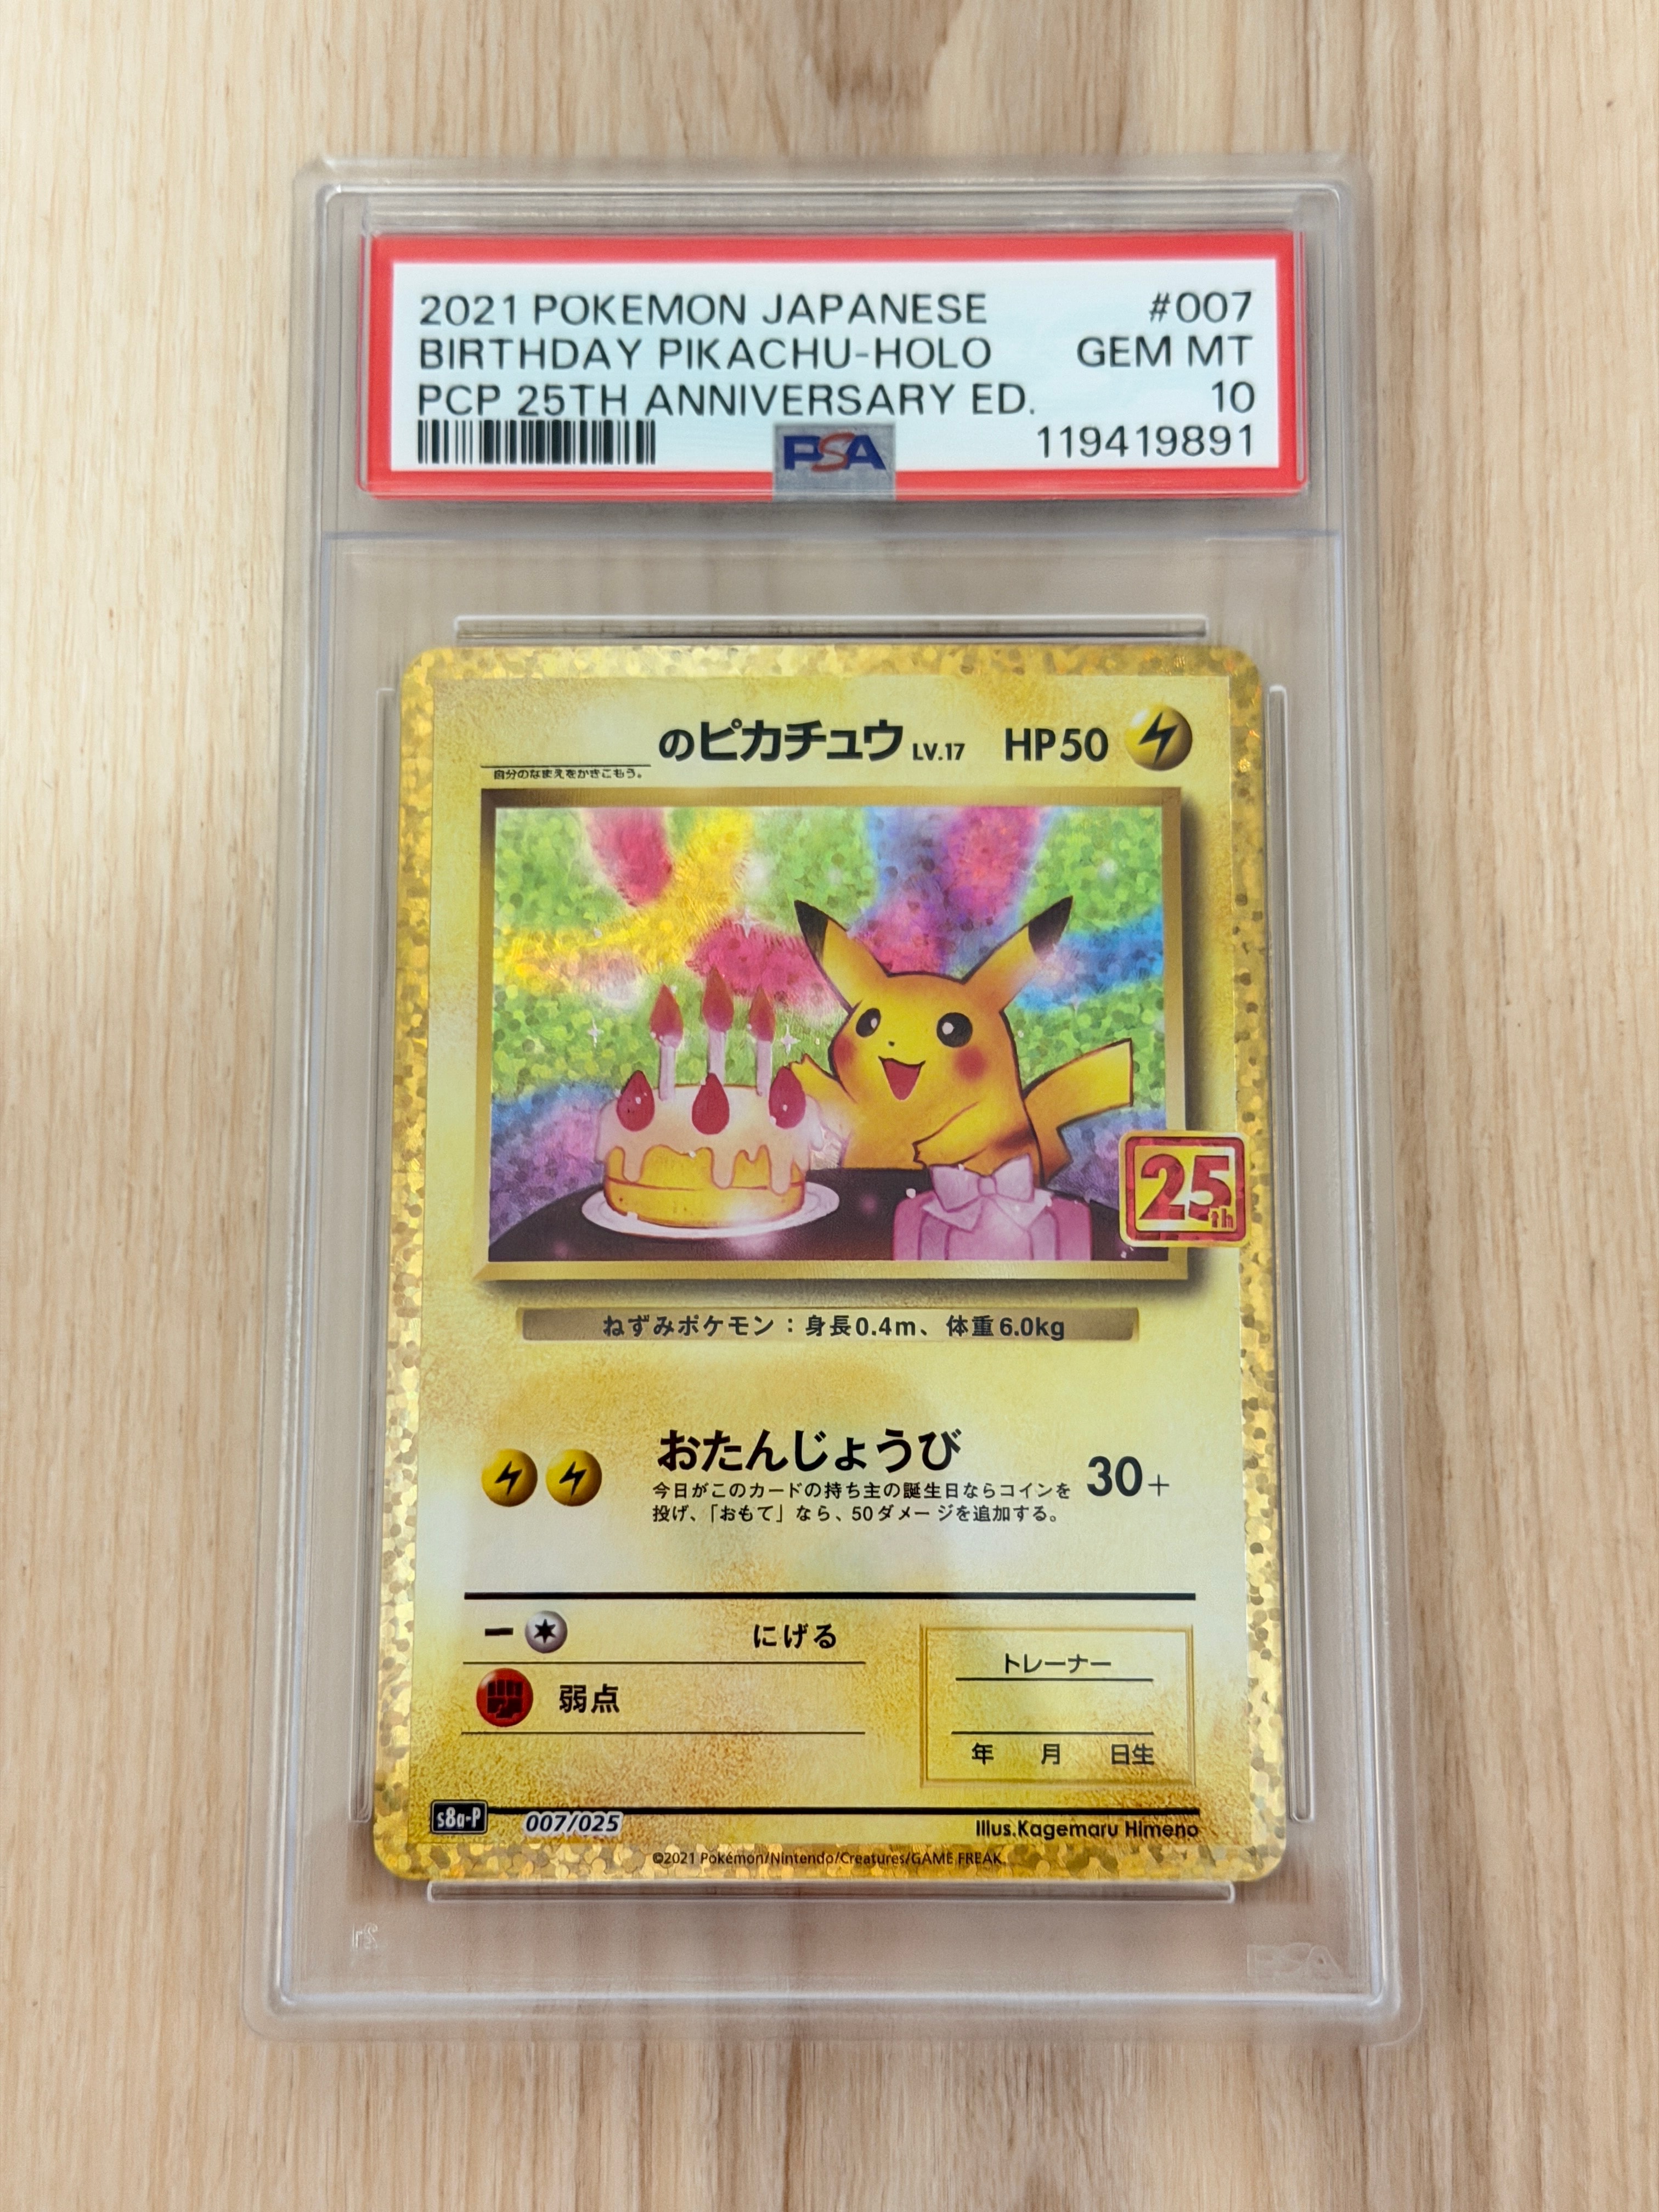 2021 POKEMON JAPANESE #007
BIRTHDAY PIKACHU-HOLO GEM MT
PCP 25TH ANNIVERSARY ED. 10
PSA 119419891
のピカチュウ LV.17 HP50
自分のなまえをかきこもう。
25th
ねずみポケモン：身長0.4m、体重6.0kg
おたんじょうび 30+
今日がこのカードの持ち主の誕生日ならコインを
投げ、「おもて」なら、50ダメージを追加する。
ー にげる
弱点
トレーナー
年 月 日生
s8a-P 007/025 Illus.Kagemaru Himeno
©2021 Pokémon/Nintendo/Creatures/GAME FREAK.
PSA